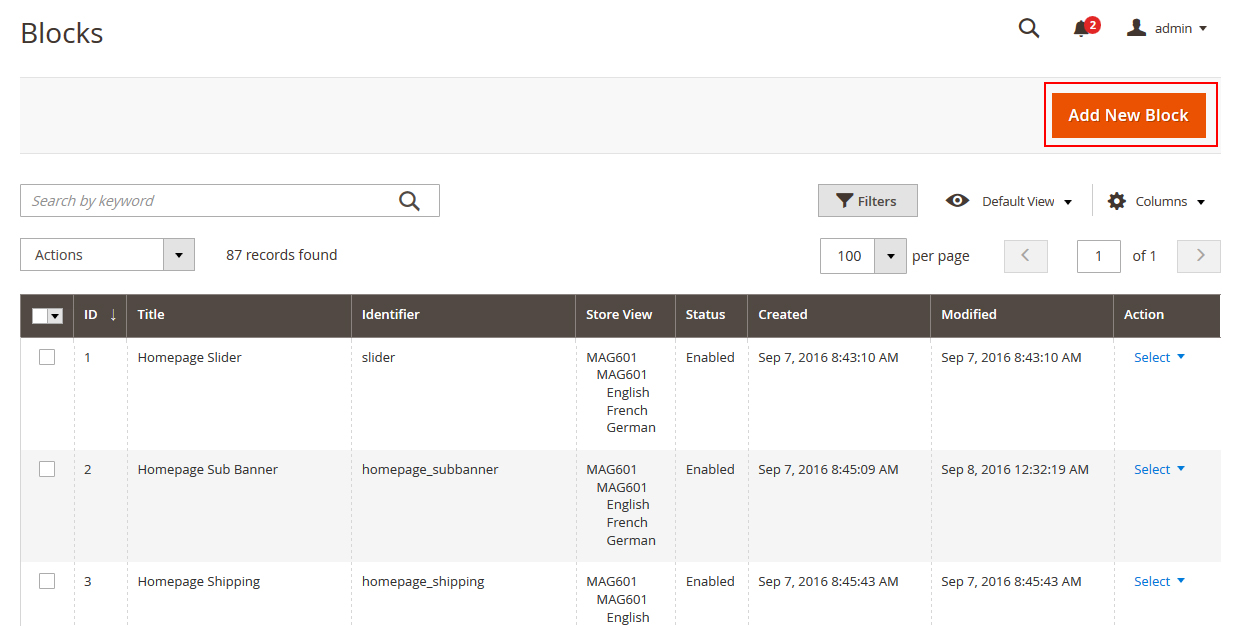 Blocks
2
admin
Add New Block
Search by keyword
Filters
Default View
Columns
Actions
87 records found
100
per page
1
of 1
ID ↓ Title Identifier Store View Status Created Modified Action
1 Homepage Slider slider MAG601 Enabled Sep 7, 2016 8:43:10 AM Sep 7, 2016 8:43:10 AM Select
MAG601
English
French
German
2 Homepage Sub Banner homepage_subbanner MAG601 Enabled Sep 7, 2016 8:45:09 AM Sep 8, 2016 12:32:19 AM Select
MAG601
English
French
German
3 Homepage Shipping homepage_shipping MAG601 Enabled Sep 7, 2016 8:45:43 AM Sep 7, 2016 8:45:43 AM Select
MAG601
English